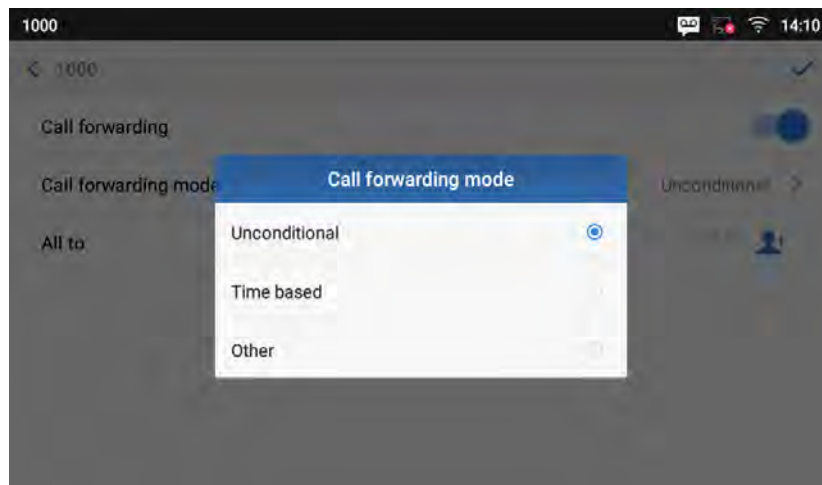 1000
14:10
1000
Call forwarding
Call forwarding mode
Unconditional
All to
Call forwarding mode
Unconditional
Time based
Other